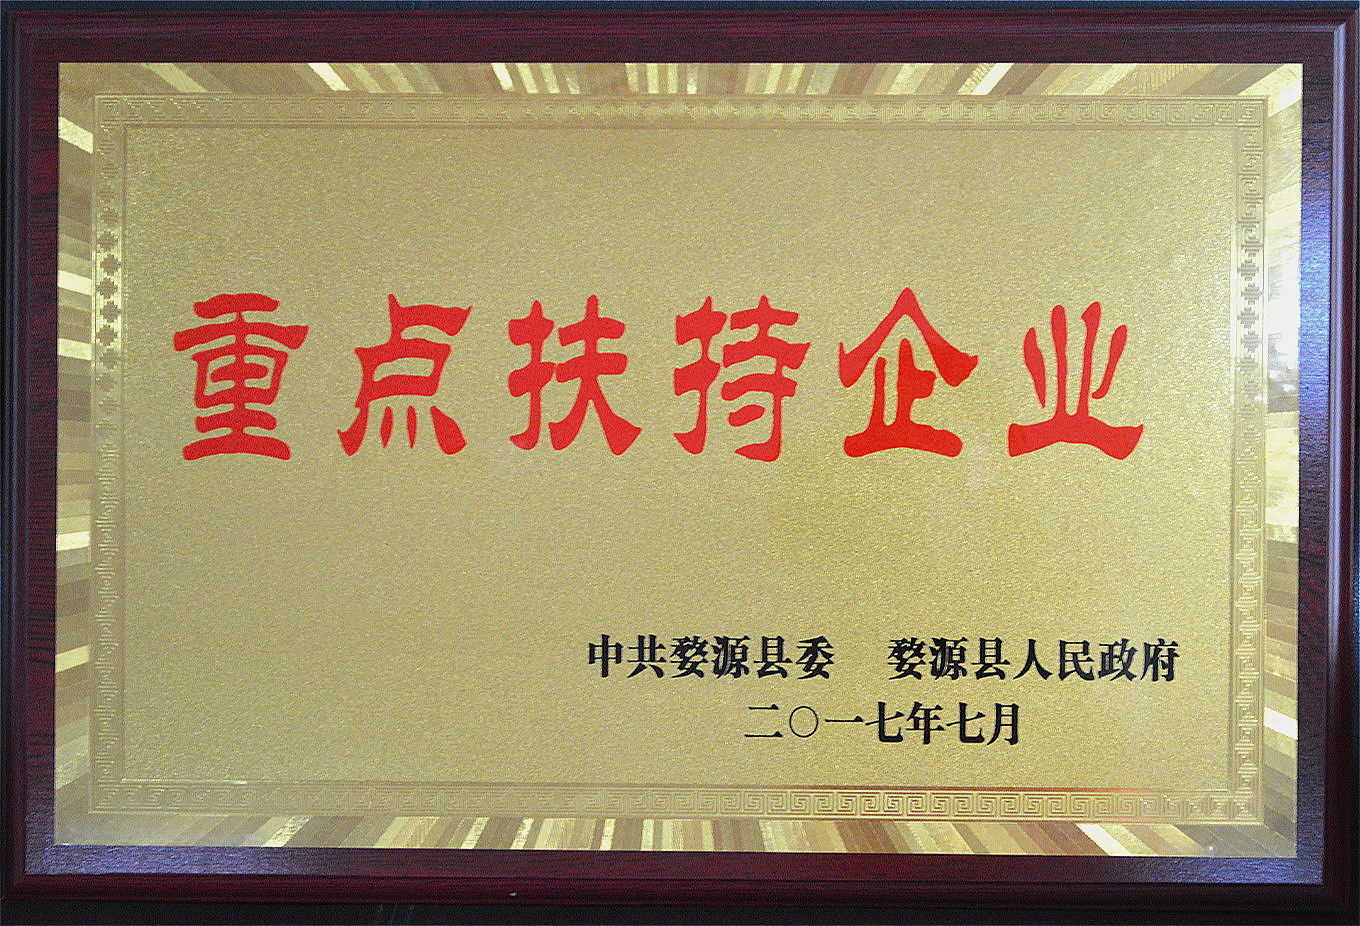 重点扶持企业
中共婺源县委 婺源县人民政府
二〇一七年七月